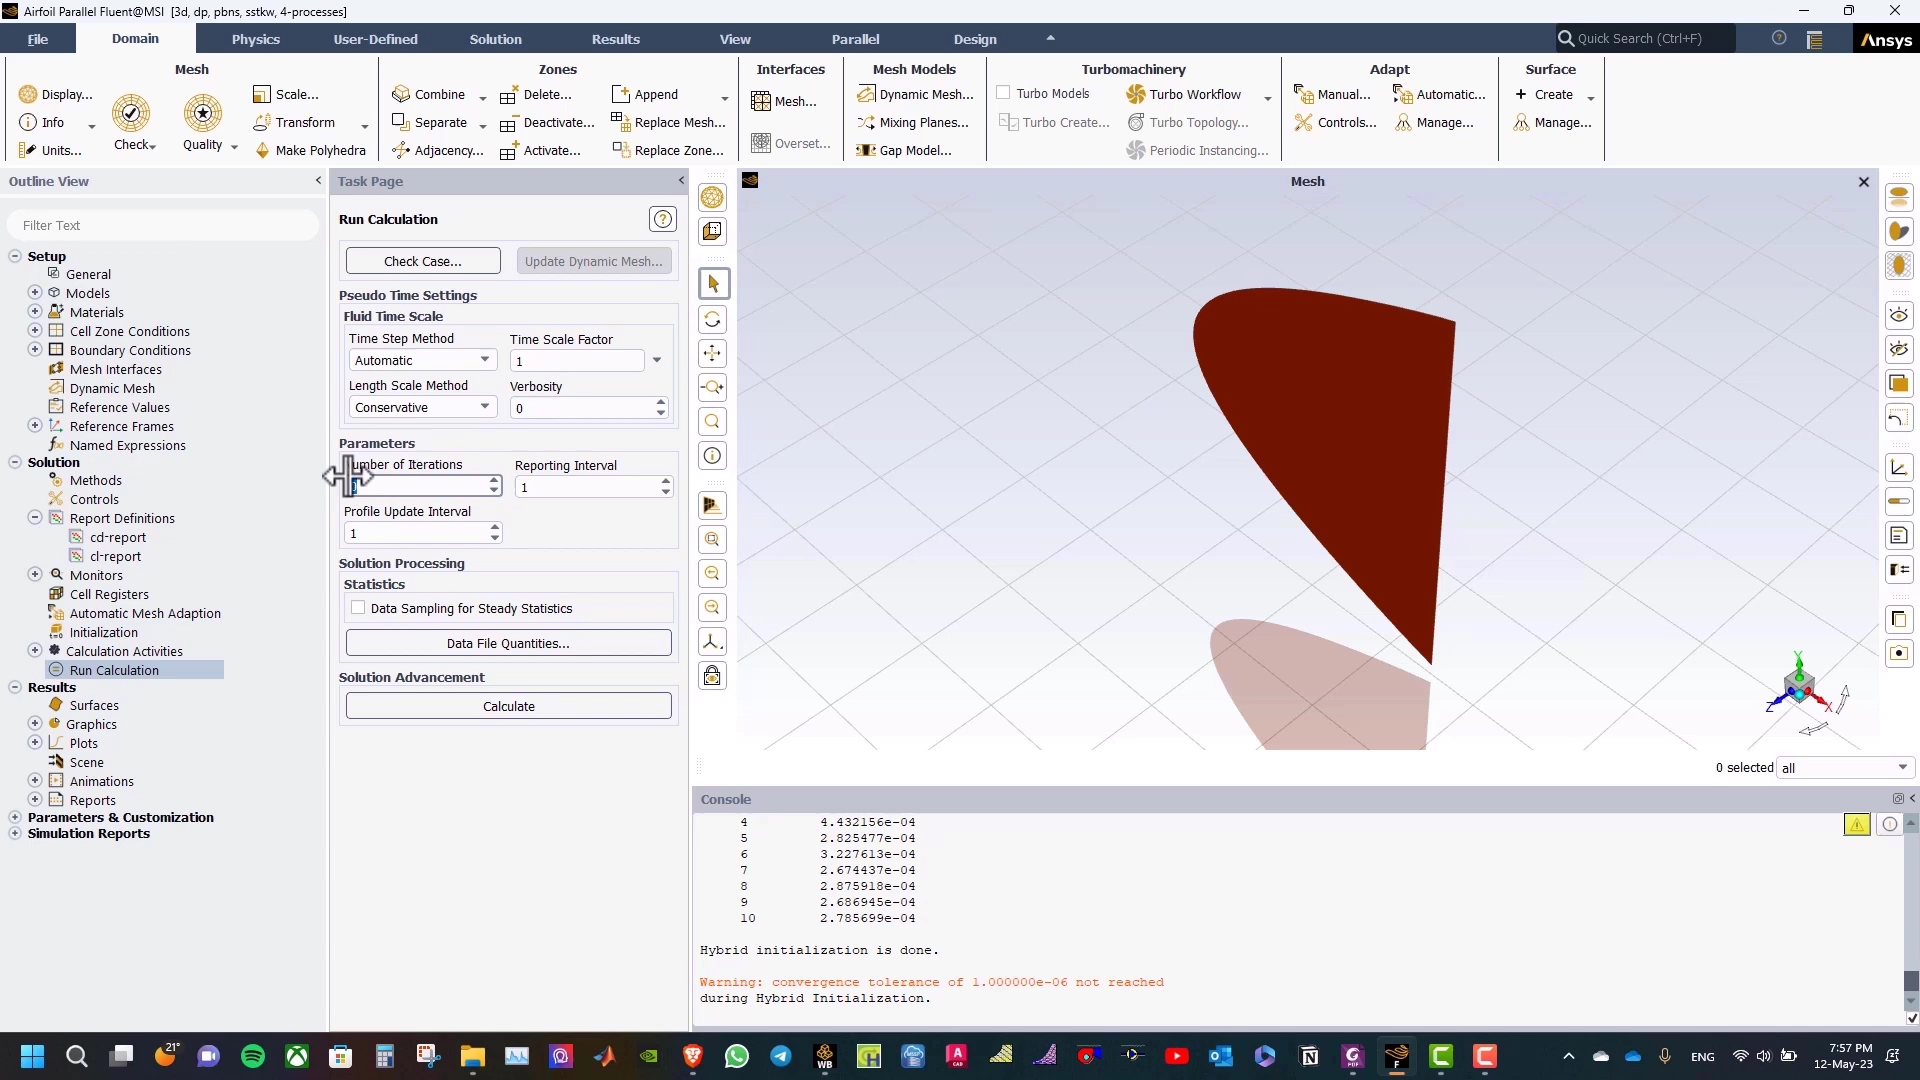 Airfoil Parallel Fluent@MSI [3d, dp, pbns, sstkw, 4-processes]
File Domain Physics User-Defined Solution Results View Parallel Design Quick Search (Ctrl+F) Ansys
Mesh Zones Interfaces Mesh Models Turbomachinery Adapt Surface
Display... Scale... Combine Delete... Append Mesh... Dynamic Mesh... Turbo Models Turbo Workflow Manual... Automatic... Create
Info Transform Separate Deactivate... Replace Mesh... Mixing Planes... Turbo Create... Turbo Topology... Controls... Manage... Manage...
Check Quality Overset...
Units... Make Polyhedra Adjacency... Activate... Replace Zone... Gap Model... Periodic Instancing...
Outline View
Filter Text
Setup
General
Models
Materials
Cell Zone Conditions
Boundary Conditions
Mesh Interfaces
Dynamic Mesh
Reference Values
Reference Frames
Named Expressions
Solution
Methods
Controls
Report Definitions
cd-report
cl-report
Monitors
Cell Registers
Automatic Mesh Adaption
Initialization
Calculation Activities
Run Calculation
Results
Surfaces
Graphics
Plots
Scene
Animations
Reports
Parameters & Customization
Simulation Reports
Task Page
Run Calculation
Check Case... Update Dynamic Mesh...
Pseudo Time Settings
Fluid Time Scale
Time Step Method Time Scale Factor
Automatic 1
Length Scale Method Verbosity
Conservative 0
Parameters
umber of Iterations Reporting Interval
1
Profile Update Interval
1
Solution Processing
Statistics
Data Sampling for Steady Statistics
Data File Quantities...
Solution Advancement
Calculate
Mesh
Y
Z X
0 selected all
Console
4 4.432156e-04
5 2.825477e-04
6 3.227613e-04
7 2.674437e-04
8 2.875918e-04
9 2.686945e-04
10 2.785699e-04
Hybrid initialization is done.
Warning: convergence tolerance of 1.000000e-06 not reached
during Hybrid Initialization.
21°
ENG
7:57 PM
12-May-23